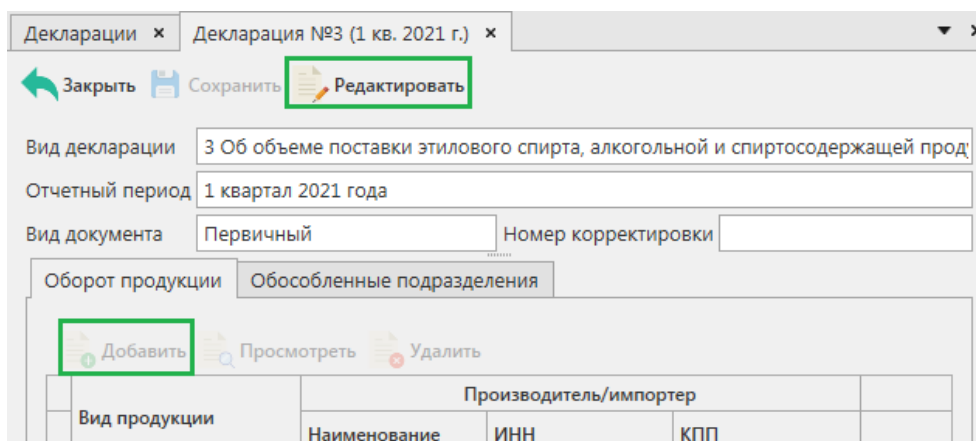 Декларации × Декларация №3 (1 кв. 2021 г.) ×
Закрыть Сохранить Редактировать
Вид декларации 3 Об объеме поставки этилового спирта, алкогольной и спиртосодержащей
Отчетный период 1 квартал 2021 года
Вид документа Первичный Номер корректировки
Оборот продукции Обособленные подразделения
Добавить Просмотреть Удалить
Производитель/импортер
Вид продукции
Наименование ИНН КПП